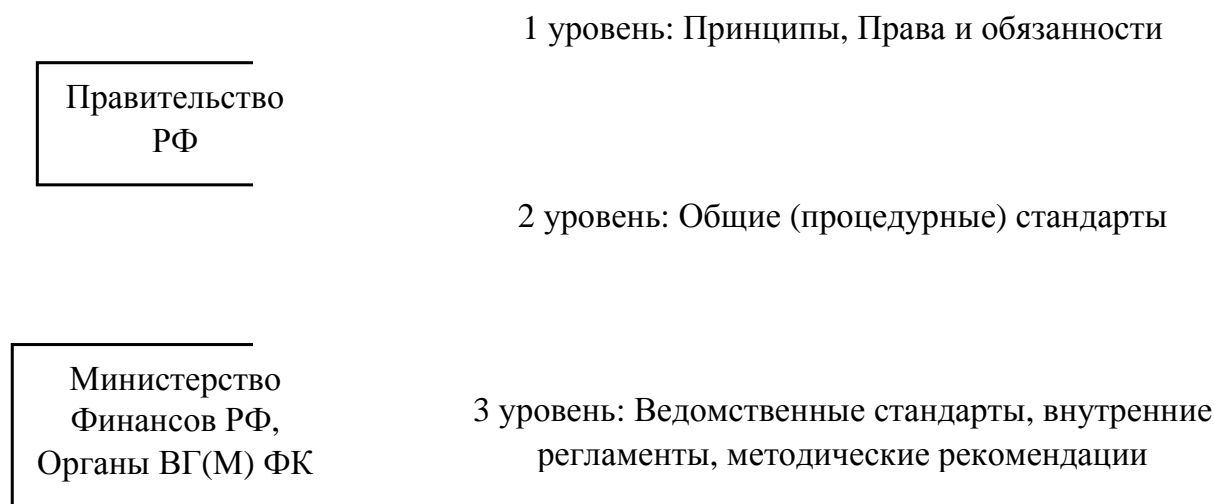 1 уровень: Принципы, Права и обязанности
Правительство
РФ
2 уровень: Общие (процедурные) стандарты
Министерство
Финансов РФ,
Органы ВГ(М) ФК
3 уровень: Ведомственные стандарты, внутренние
регламенты, методические рекомендации